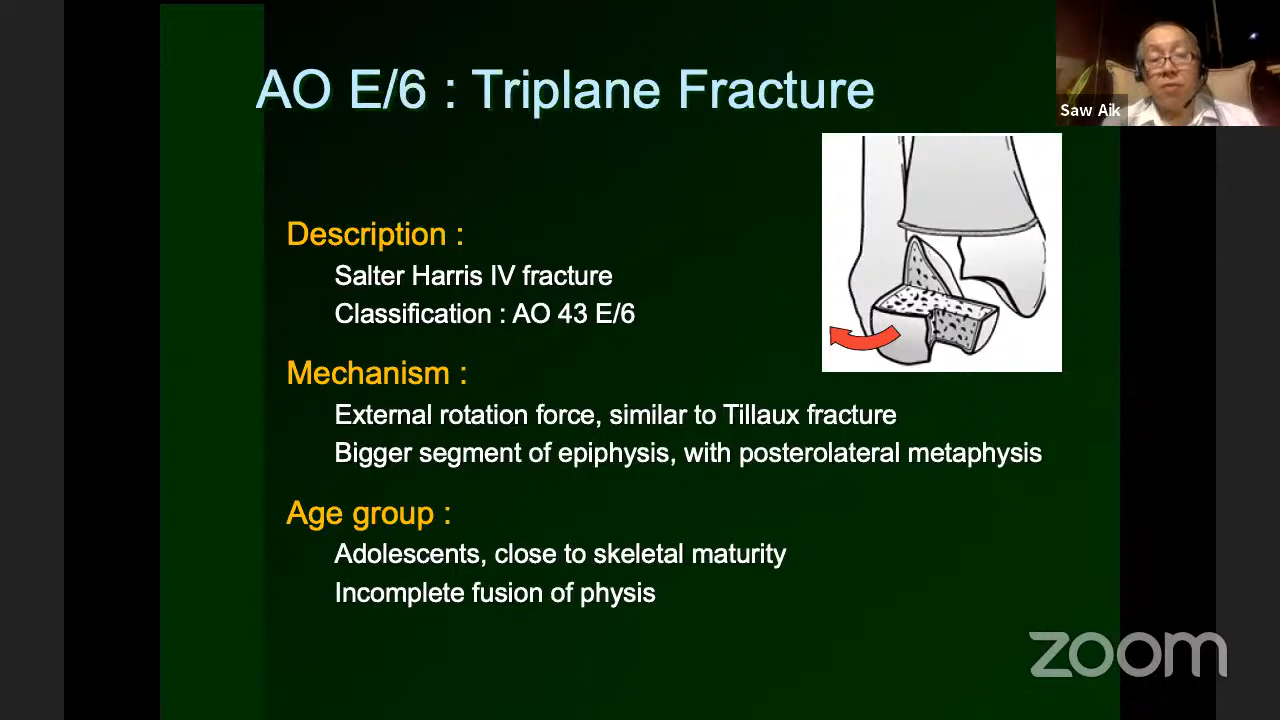 AO E/6 : Triplane Fracture
Saw Aik
Description :
Salter Harris IV fracture
Classification : AO 43 E/6
Mechanism :
External rotation force, similar to Tillaux fracture
Bigger segment of epiphysis, with posterolateral metaphysis
Age group :
Adolescents, close to skeletal maturity
Incomplete fusion of physis
zoom